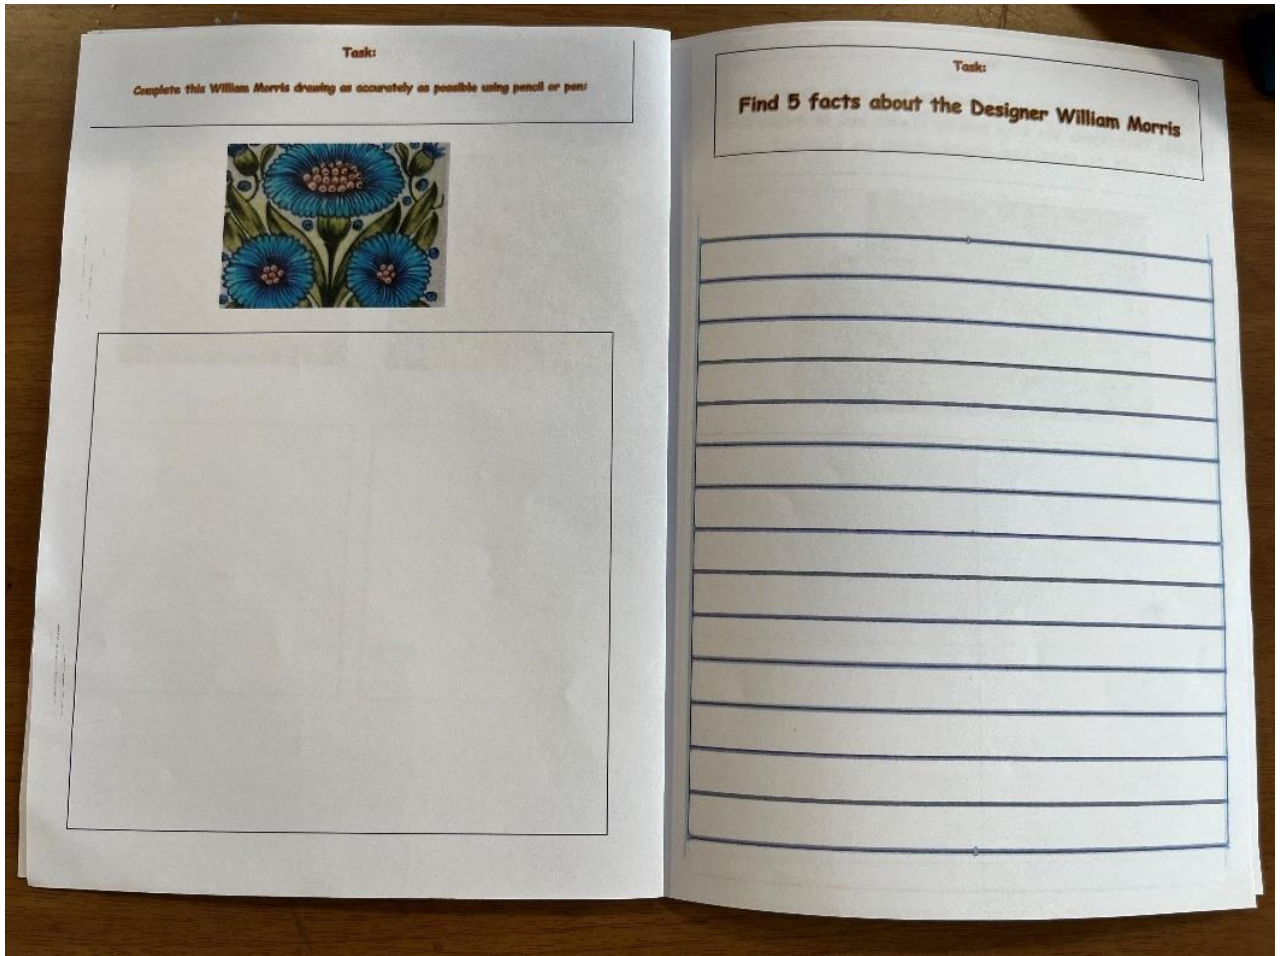 Task:
Complete this William Morris drawing as accurately as possible using pencil or pen:
Task:
Find 5 facts about the Designer William Morris